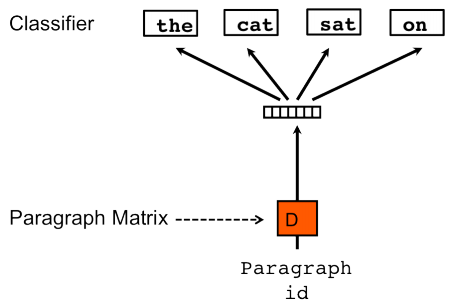 Classifier the cat sat on
Paragraph Matrix D
Paragraph
id